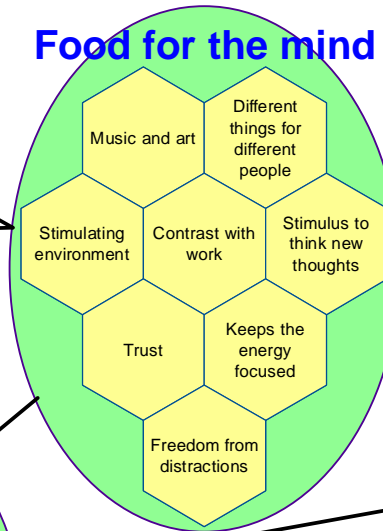 Food for the mind
Music and art
Different
things for
different
people
Stimulating
environment
Contrast with
work
Stimulus to
think new
thoughts
Trust
Keeps the
energy
focused
Freedom from
distractions